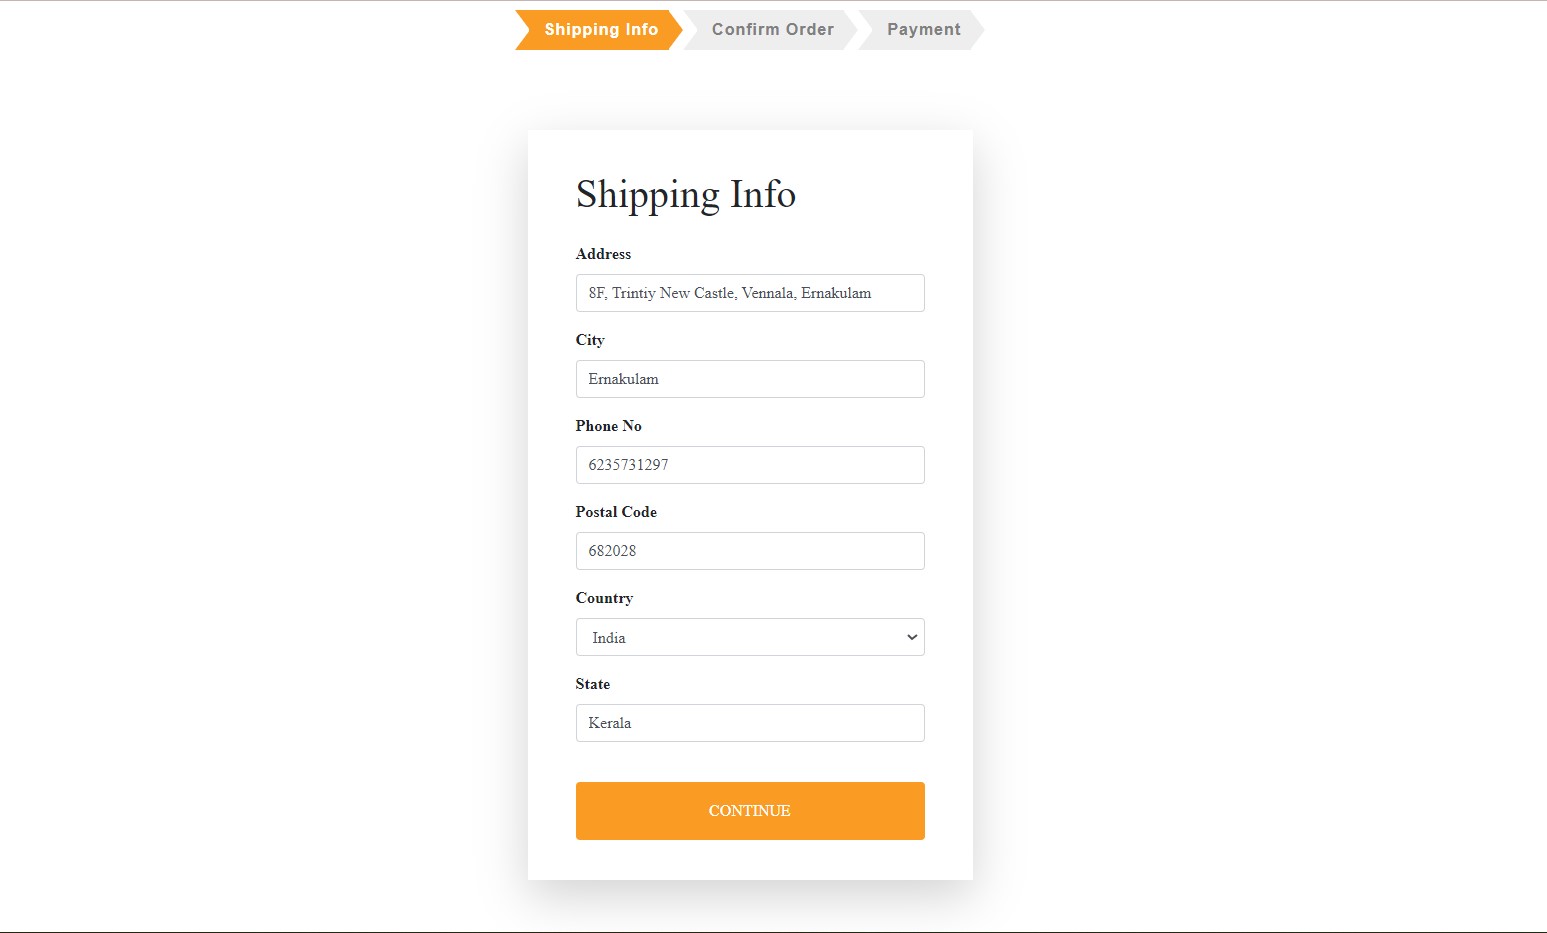 Shipping Info Confirm Order Payment
Shipping Info
Address
8F, Trintiy New Castle, Vennala, Ernakulam
City
Ernakulam
Phone No
6235731297
Postal Code
682028
Country
India
State
Kerala
CONTINUE